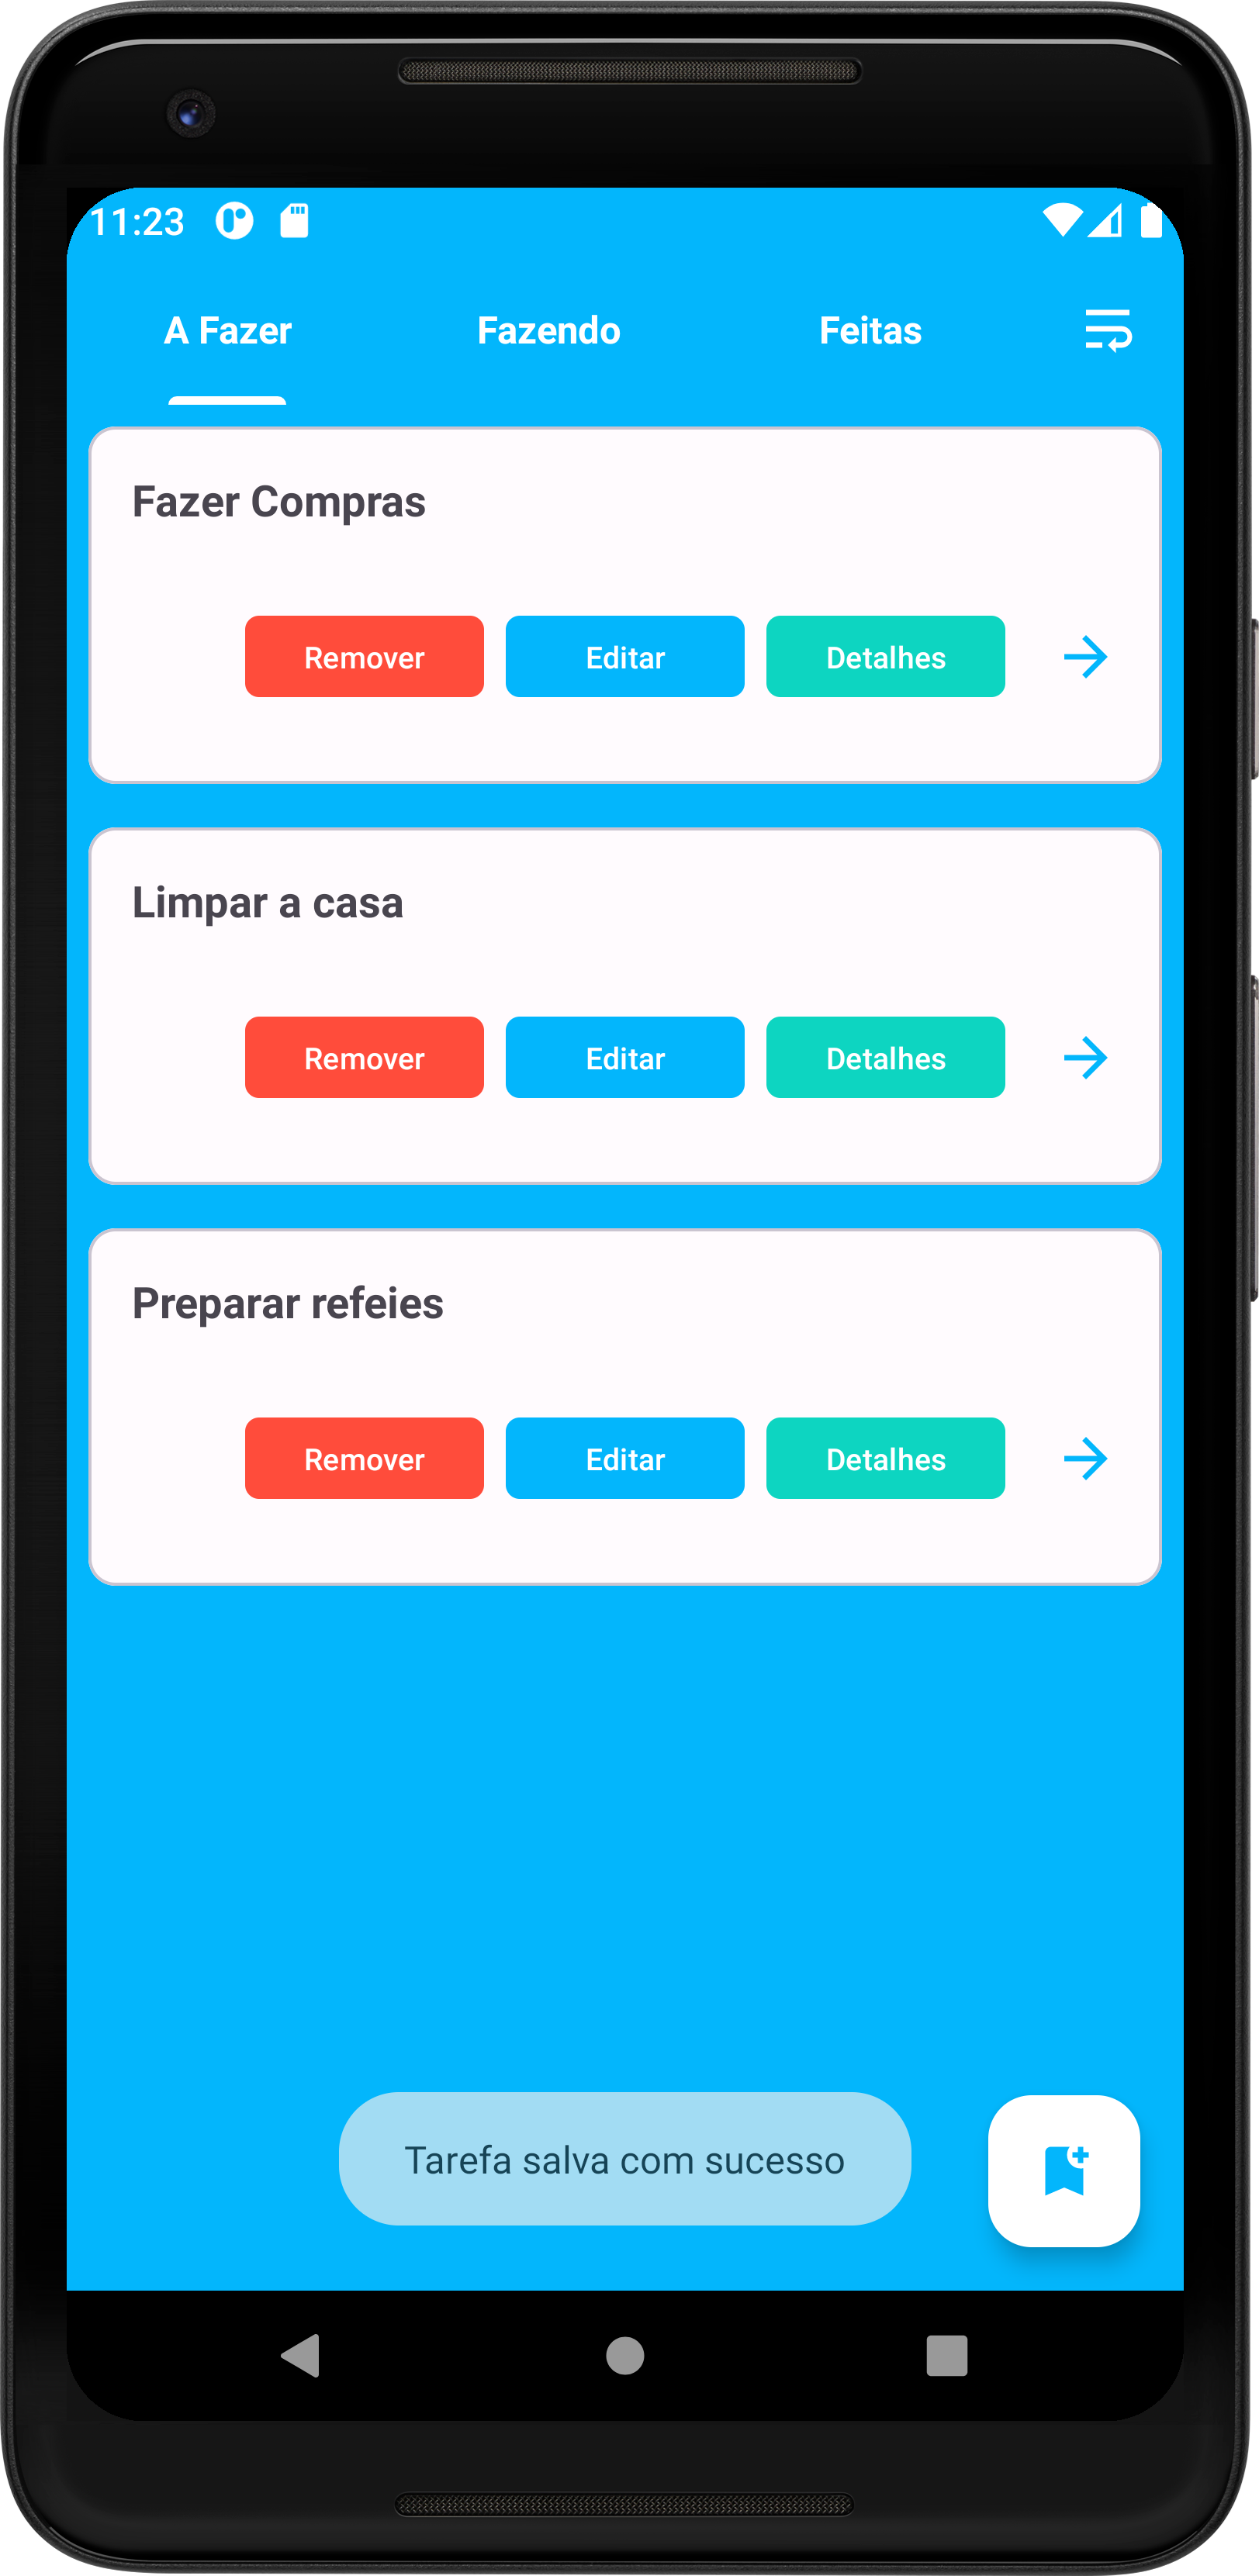 11:23
A Fazer Fazendo Feitas
Fazer Compras
Remover Editar Detalhes
Limpar a casa
Remover Editar Detalhes
Preparar refeies
Remover Editar Detalhes
Tarefa salva com sucesso